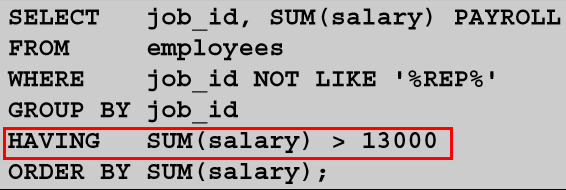 SELECT job_id, SUM(salary) PAYROLL
FROM employees
WHERE job_id NOT LIKE '%REP%'
GROUP BY job_id
HAVING SUM(salary) > 13000
ORDER BY SUM(salary);